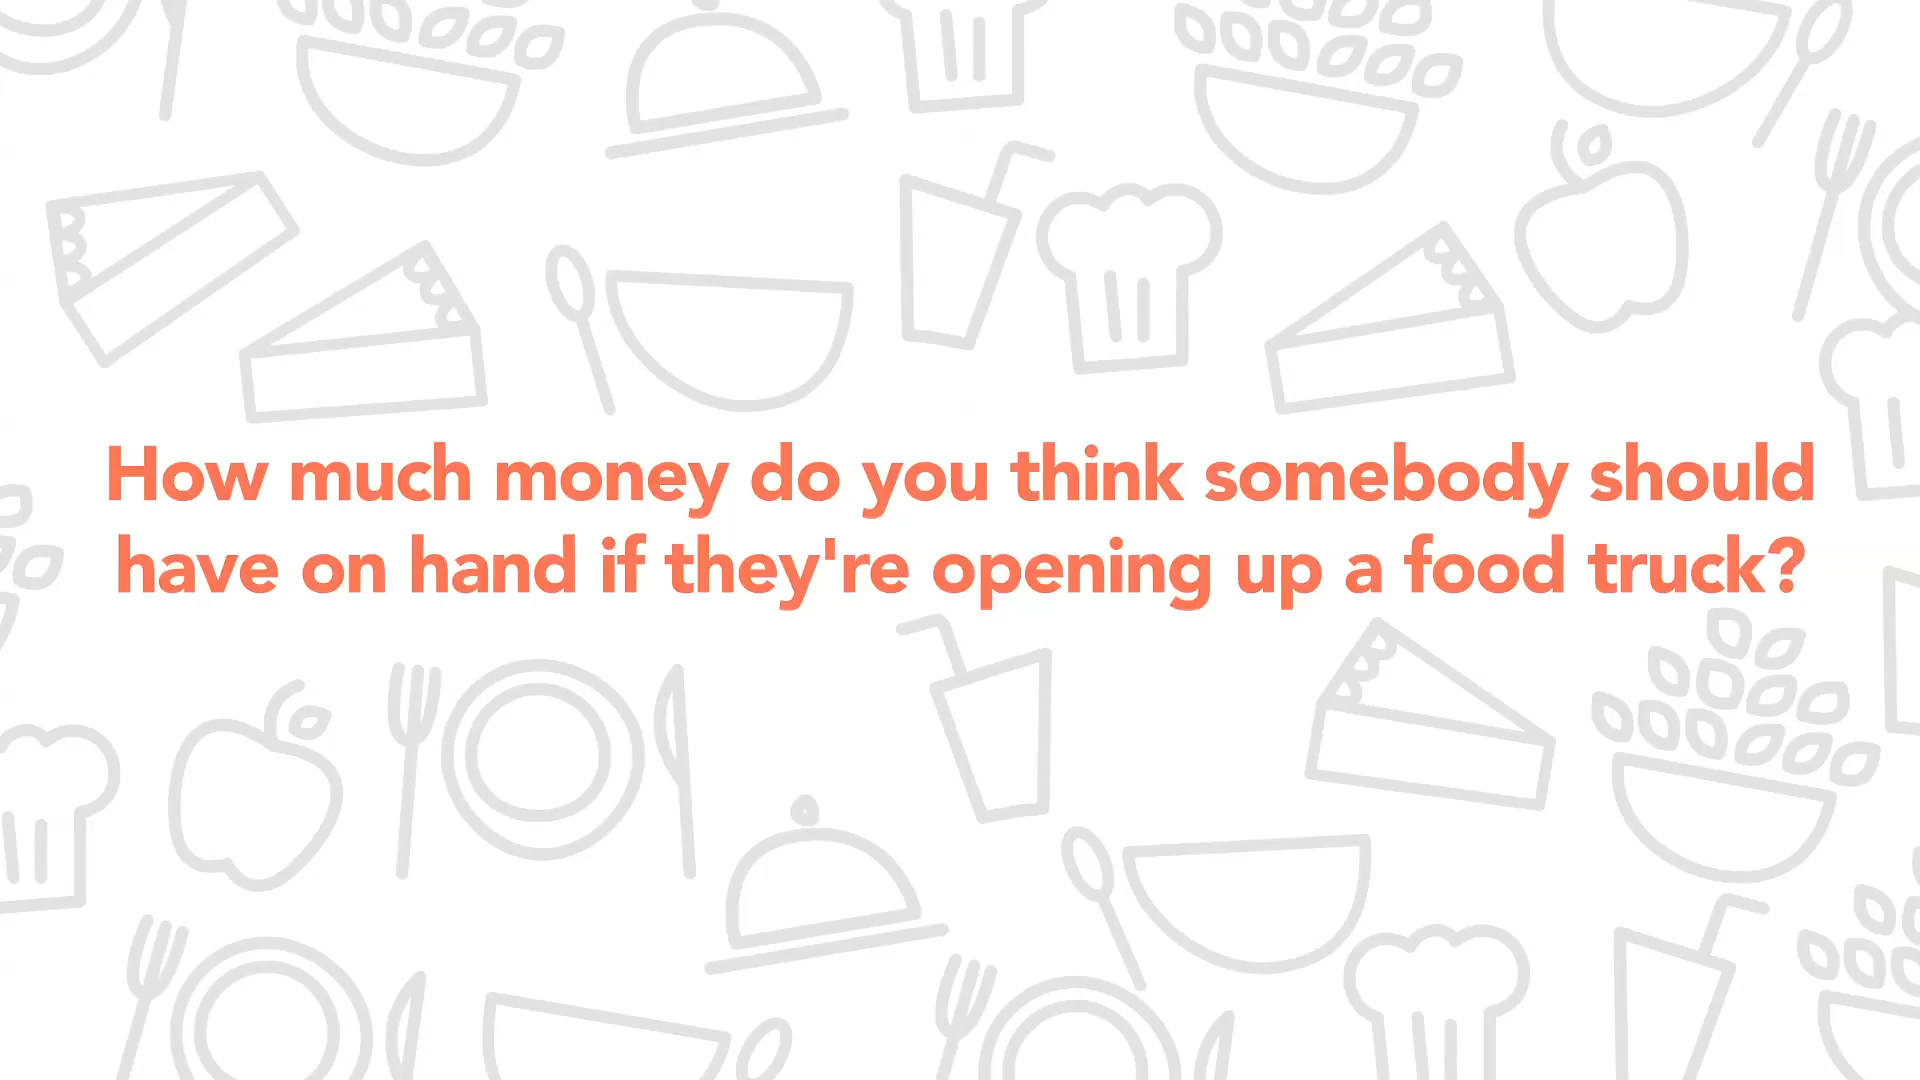 How much money do you think somebody should
have on hand if they're opening up a food truck?